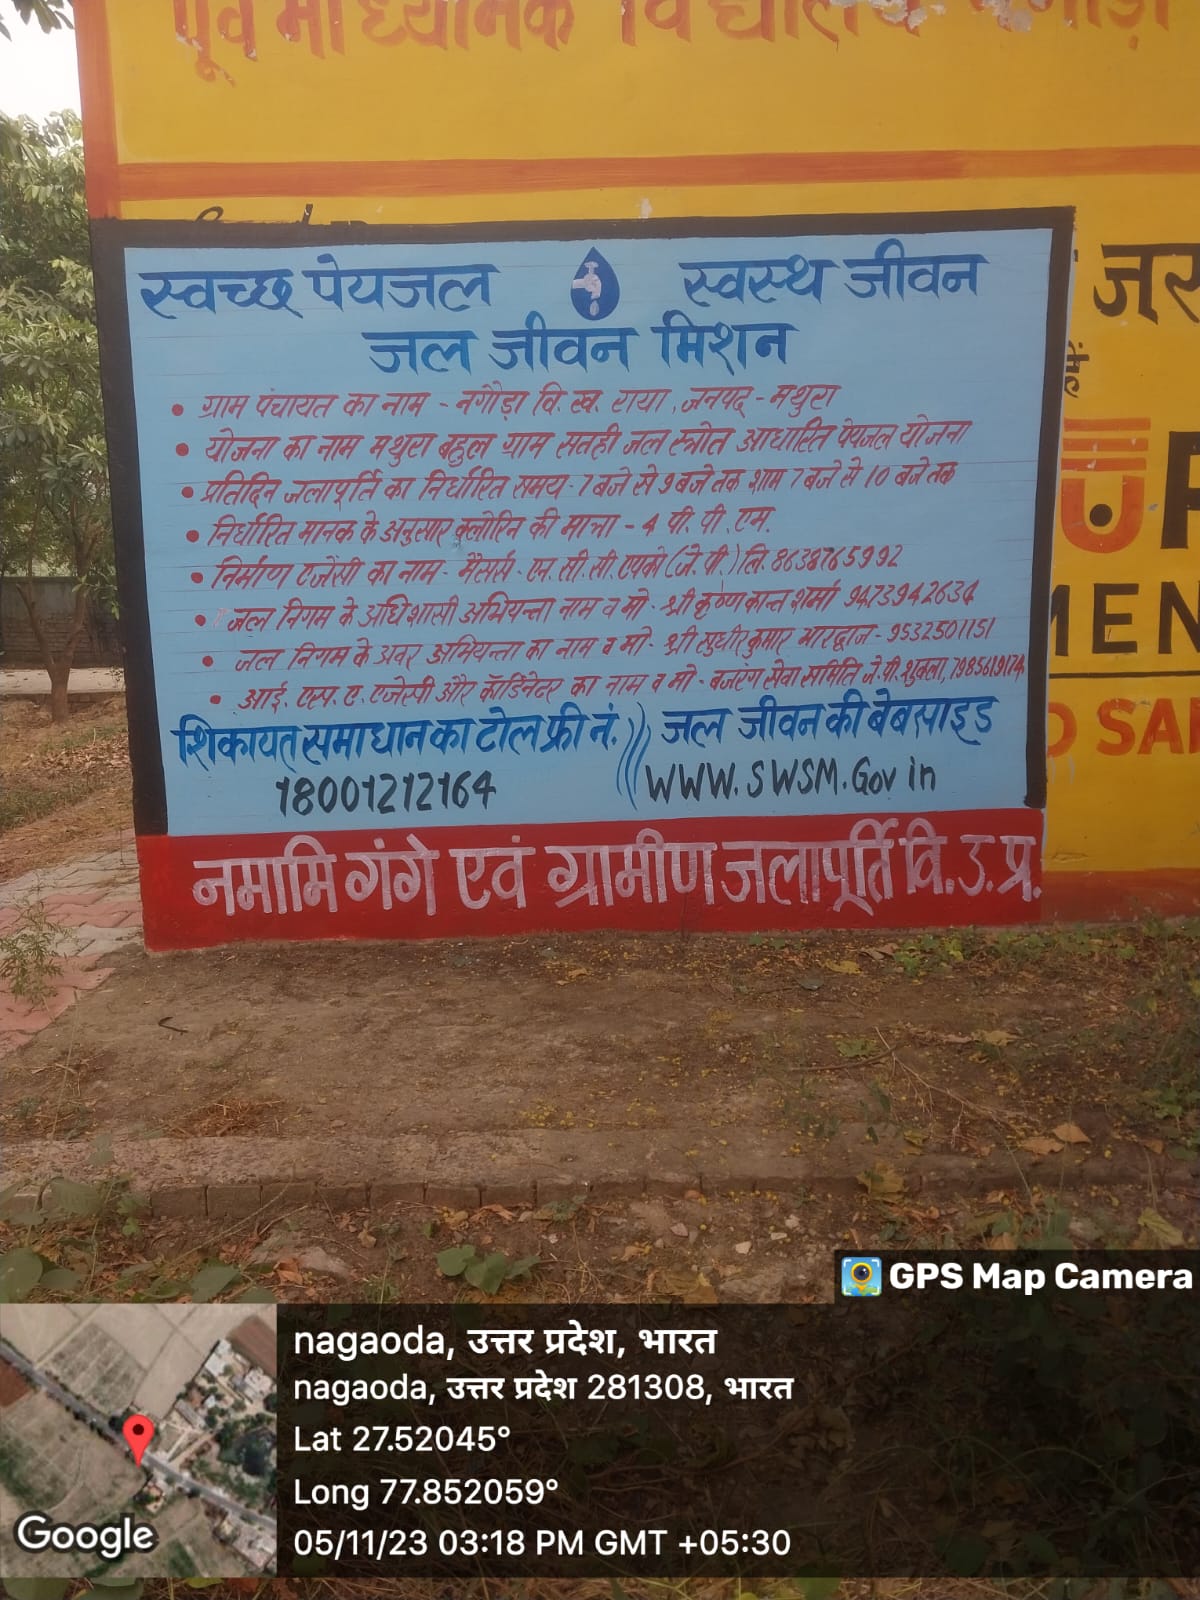 पूर्व माध्यमिक विद्यालय
स्वच्छ पेयजल स्वस्थ जीवन
जल जीवन मिशन
• ग्राम पंचायत का नाम - नगौड़ा वि. ख. राया, जनपद - मथुरा
• योजना का नाम मथुरा बहुल ग्राम सतही जल स्त्रोत आधारित पेयजल योजना
• प्रतिदिन जलापूर्ति का निर्धारित समय - 7 बजे से 9 बजे तक शाम 7 बजे से 10 बजे तक
• निर्धारित मानक के अनुसार क्लोरिन की मात्रा - 4 पी. पी. एम.
• निर्माण एजेंसी का नाम - मैसर्स - एन. सी. सी. एपको (जे. पी.) लि. 8638765992
• जल निगम के अधिशासी अभियन्ता नाम व मो - श्री कृष्ण कान्त शर्मा 9473942634
• जल निगम के अवर अभियन्ता का नाम व मो - श्री सुधीर कुमार भारद्वाज - 9532501151
• आई. एस. ए. एजेन्सी और कॉर्डिनेटर का नाम व मो - बजरंग सेवा समिति जे. पी. शुक्ला, 7985619174
शिकायत समाधान का टोल फ्री नं. जल जीवन की बेबसाइड
18001212164 WWW.SWSM.Gov in
नमामि गंगे एवं ग्रामीण जलापूर्ति वि. उ. प्र.
GPS Map Camera
nagaoda, उत्तर प्रदेश, भारत
nagaoda, उत्तर प्रदेश 281308, भारत
Lat 27.52045°
Long 77.852059°
05/11/23 03:18 PM GMT +05:30
Google